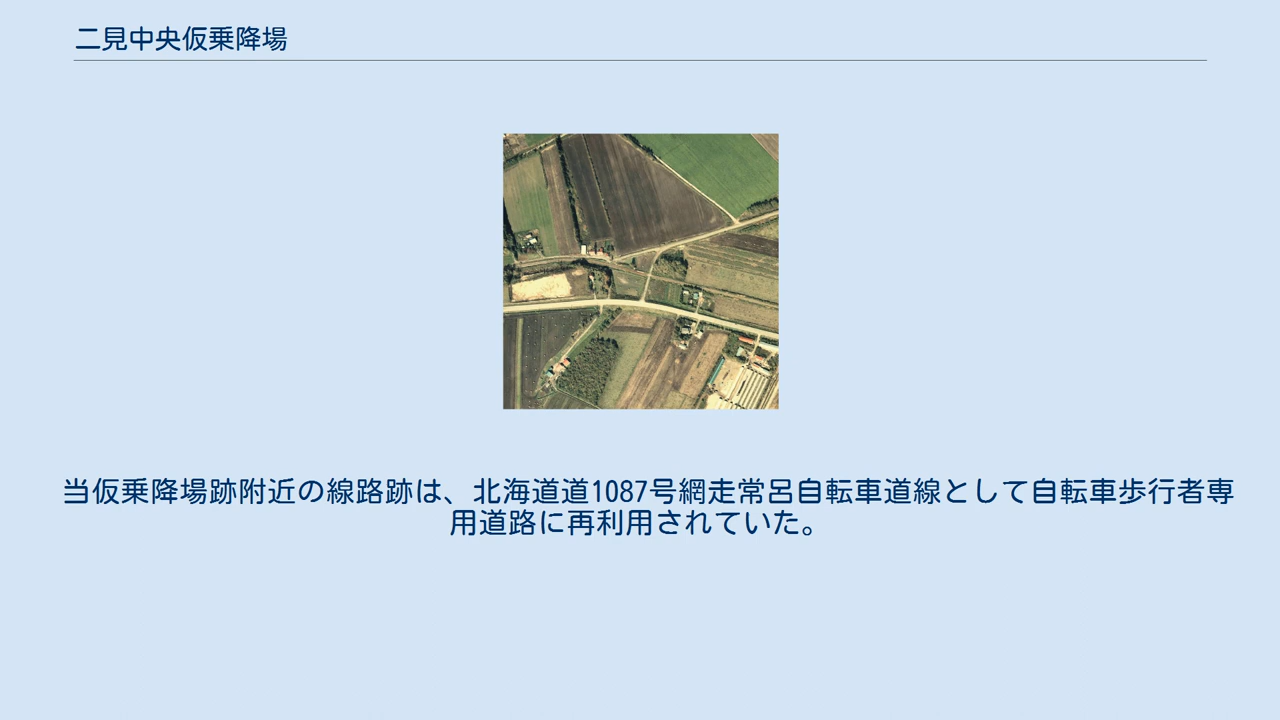 二見中央仮乗降場
当仮乗降場跡附近の線路跡は、北海道道1087号網走常呂自転車道線として自転車歩行者専
用道路に再利用されていた。